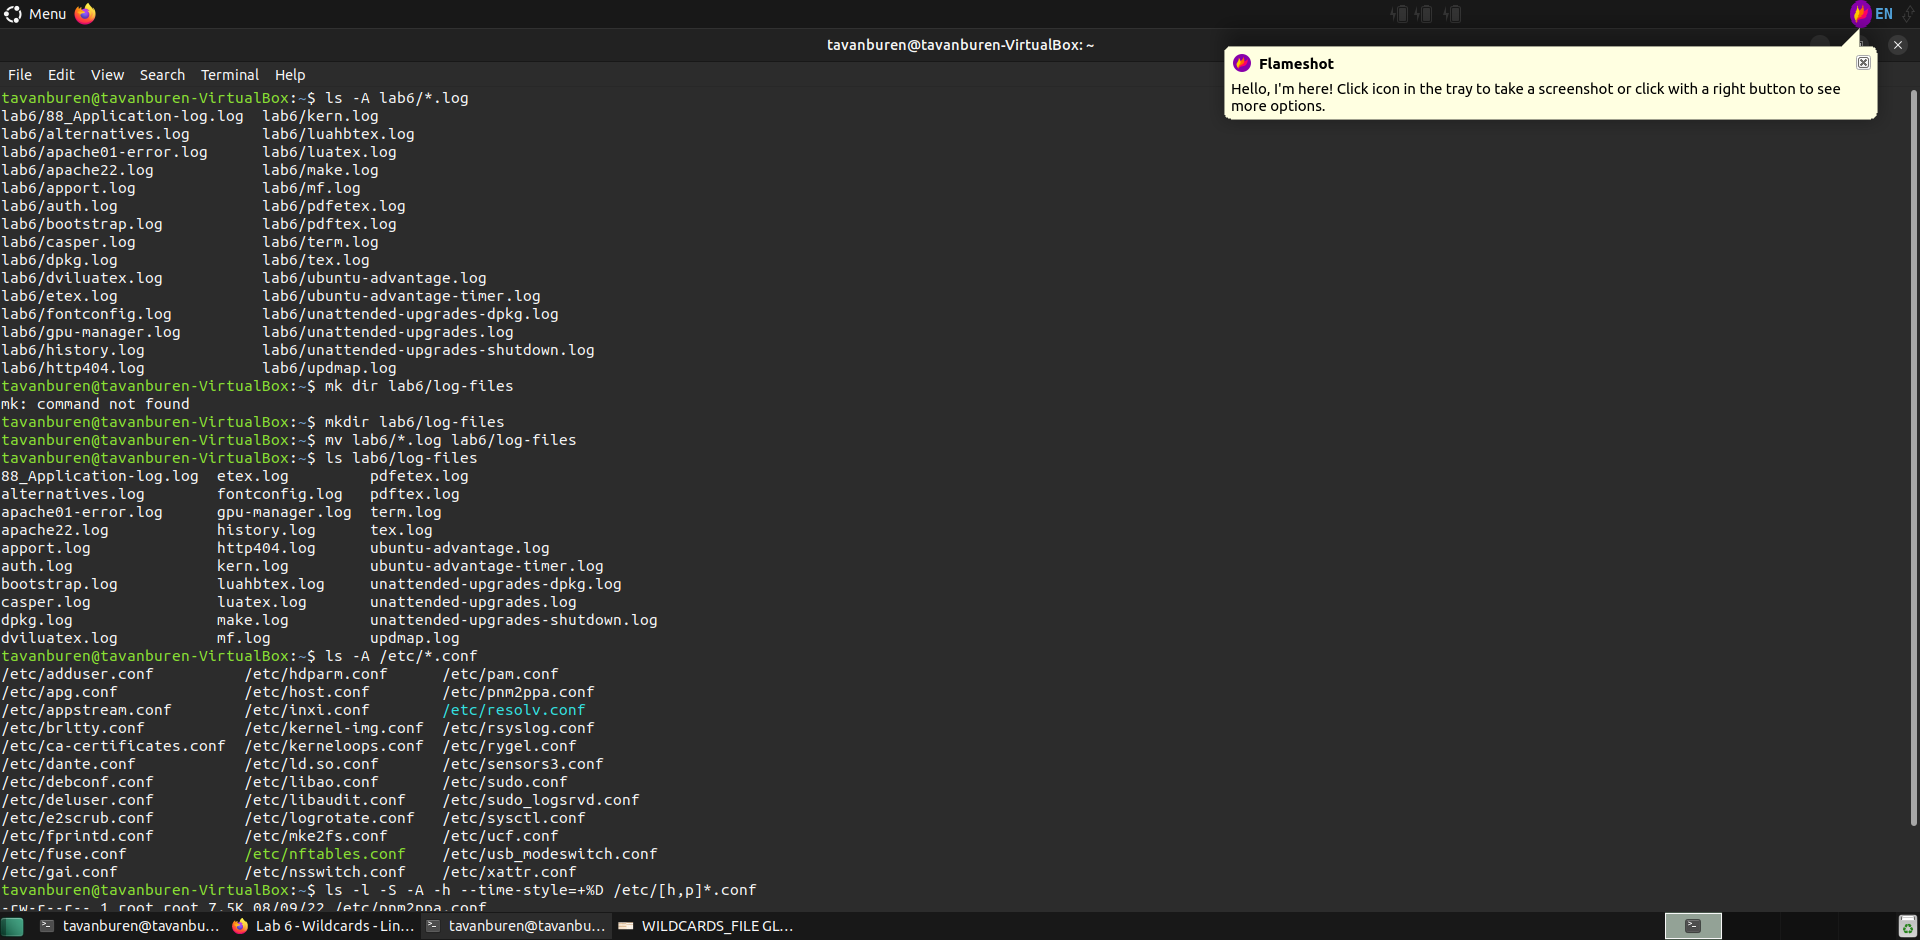 Menu
EN
tavanburen@tavanburen-VirtualBox: ~
Flameshot
Hello, I'm here! Click icon in the tray to take a screenshot or click with a right button to see
more options.
File Edit View Search Terminal Help
tavanburen@tavanburen-VirtualBox:~$ ls -A lab6/*.log
lab6/88_Application-log.log lab6/kern.log
lab6/alternatives.log lab6/luahbtex.log
lab6/apache01-error.log lab6/luatex.log
lab6/apache22.log lab6/make.log
lab6/apport.log lab6/mf.log
lab6/auth.log lab6/pdfetex.log
lab6/bootstrap.log lab6/pdftex.log
lab6/casper.log lab6/term.log
lab6/dpkg.log lab6/tex.log
lab6/dviluatex.log lab6/ubuntu-advantage.log
lab6/etex.log lab6/ubuntu-advantage-timer.log
lab6/fontconfig.log lab6/unattended-upgrades-dpkg.log
lab6/gpu-manager.log lab6/unattended-upgrades.log
lab6/history.log lab6/unattended-upgrades-shutdown.log
lab6/http404.log lab6/updmap.log
tavanburen@tavanburen-VirtualBox:~$ mk dir lab6/log-files
mk: command not found
tavanburen@tavanburen-VirtualBox:~$ mkdir lab6/log-files
tavanburen@tavanburen-VirtualBox:~$ mv lab6/*.log lab6/log-files
tavanburen@tavanburen-VirtualBox:~$ ls lab6/log-files
88_Application-log.log etex.log pdfetex.log
alternatives.log fontconfig.log pdftex.log
apache01-error.log gpu-manager.log term.log
apache22.log history.log tex.log
apport.log http404.log ubuntu-advantage.log
auth.log kern.log ubuntu-advantage-timer.log
bootstrap.log luahbtex.log unattended-upgrades-dpkg.log
casper.log luatex.log unattended-upgrades.log
dpkg.log make.log unattended-upgrades-shutdown.log
dviluatex.log mf.log updmap.log
tavanburen@tavanburen-VirtualBox:~$ ls -A /etc/*.conf
/etc/adduser.conf /etc/hdparm.conf /etc/pam.conf
/etc/apg.conf /etc/host.conf /etc/pnm2ppa.conf
/etc/appstream.conf /etc/inxi.conf /etc/resolv.conf
/etc/brltty.conf /etc/kernel-img.conf /etc/rsyslog.conf
/etc/ca-certificates.conf /etc/kerneloops.conf /etc/rygel.conf
/etc/dante.conf /etc/ld.so.conf /etc/sensors3.conf
/etc/debconf.conf /etc/libao.conf /etc/sudo.conf
/etc/deluser.conf /etc/libaudit.conf /etc/sudo_logsrvd.conf
/etc/e2scrub.conf /etc/logrotate.conf /etc/sysctl.conf
/etc/fprintd.conf /etc/mke2fs.conf /etc/ucf.conf
/etc/fuse.conf /etc/nftables.conf /etc/usb_modeswitch.conf
/etc/gai.conf /etc/nsswitch.conf /etc/xattr.conf
tavanburen@tavanburen-VirtualBox:~$ ls -l -S -A -h --time-style=+%D /etc/[h,p]*.conf
-rw-r--r-- 1 root root 7.5K 08/09/22 /etc/pnm2ppa.conf
tavanburen@tavanbu... Lab 6 - Wildcards - Lin... tavanburen@tavanbu... WILDCARDS_FILE GL...